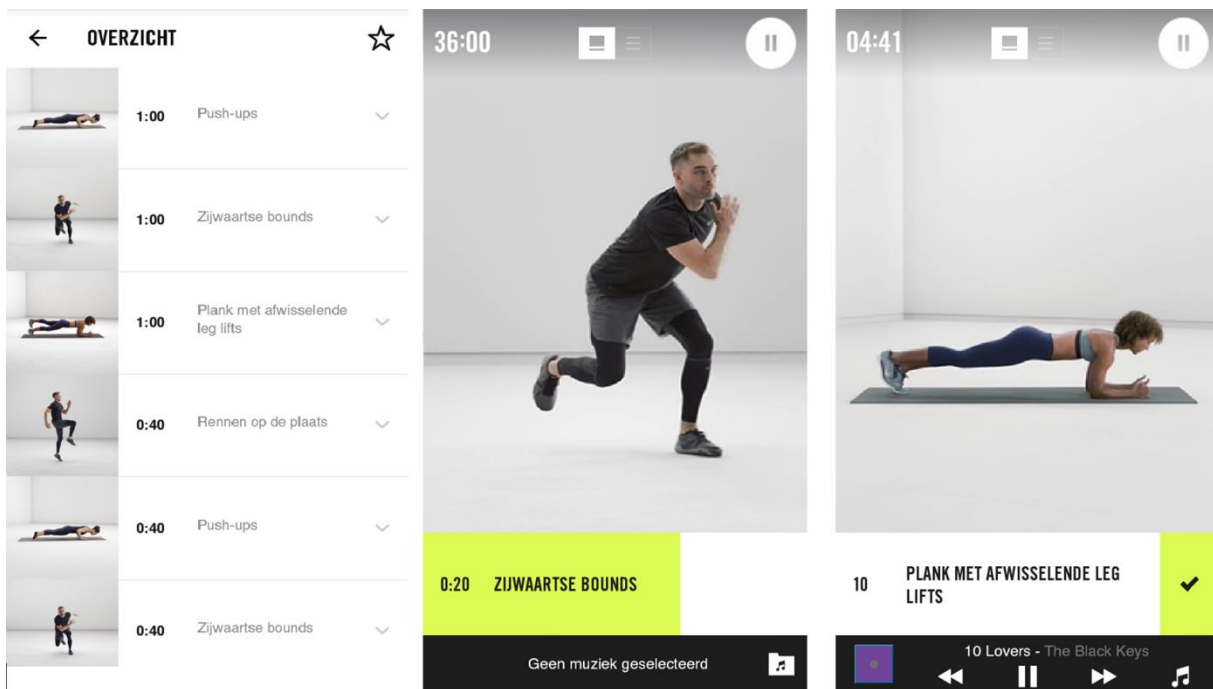 OVERZICHT
1:00 Push-ups
1:00 Zijwaartse bounds
1:00 Plank met afwisselende
leg lifts
0:40 Rennen op de plaats
0:40 Push-ups
0:40 Zijwaartse bounds
36:00
0:20 ZIJWAARTSE BOUNDS
Geen muziek geselecteerd
04:41
10 PLANK MET AFWISSELENDE LEG
LIFTS
10 Lovers - The Black Keys